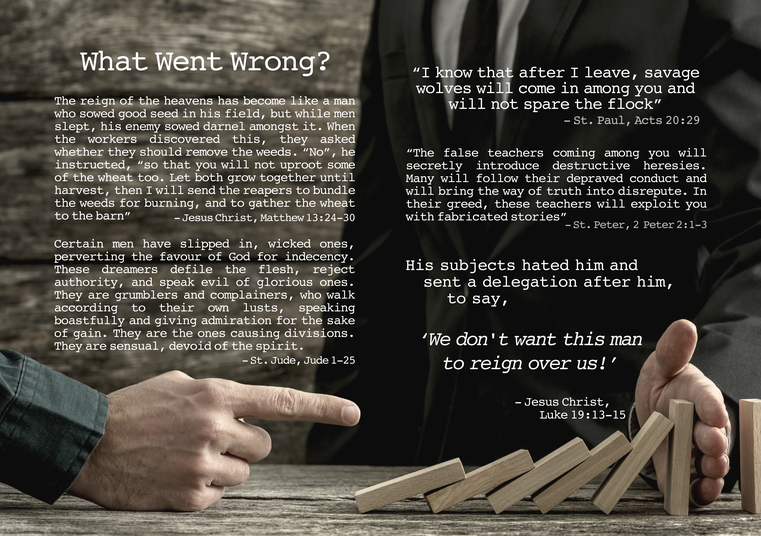 What Went Wrong?
The reign of the heavens has become like a man
who sowed good seed in his field, but while men
slept, his enemy sowed darnel amongst it. When
the workers discovered this, they asked
whether they should remove the weeds. “No”, he
instructed, “so that you will not uproot some
of the wheat too. Let both grow together until
harvest, then I will send the reapers to bundle
the weeds for burning, and to gather the wheat
to the barn”
– Jesus Christ, Matthew 13:24-30
Certain men have slipped in, wicked ones,
perverting the favour of God for indecency.
These dreamers defile the flesh, reject
authority, and speak evil of glorious ones.
They are grumblers and complainers, who walk
according to their own lusts, speaking
boastfully and giving admiration for the sake
of gain. They are the ones causing divisions.
They are sensual, devoid of the spirit.
– St. Jude, Jude 1-25
“I know that after I leave, savage
wolves will come in among you and
will not spare the flock”
– St. Paul, Acts 20:29
“The false teachers coming among you will
secretly introduce destructive heresies.
Many will follow their depraved conduct and
will bring the way of truth into disrepute. In
their greed, these teachers will exploit you
with fabricated stories”
– St. Peter, 2 Peter 2:1-3
His subjects hated him and
sent a delegation after him,
to say,
‘We don't want this man
to reign over us!’
– Jesus Christ,
Luke 19:13-15